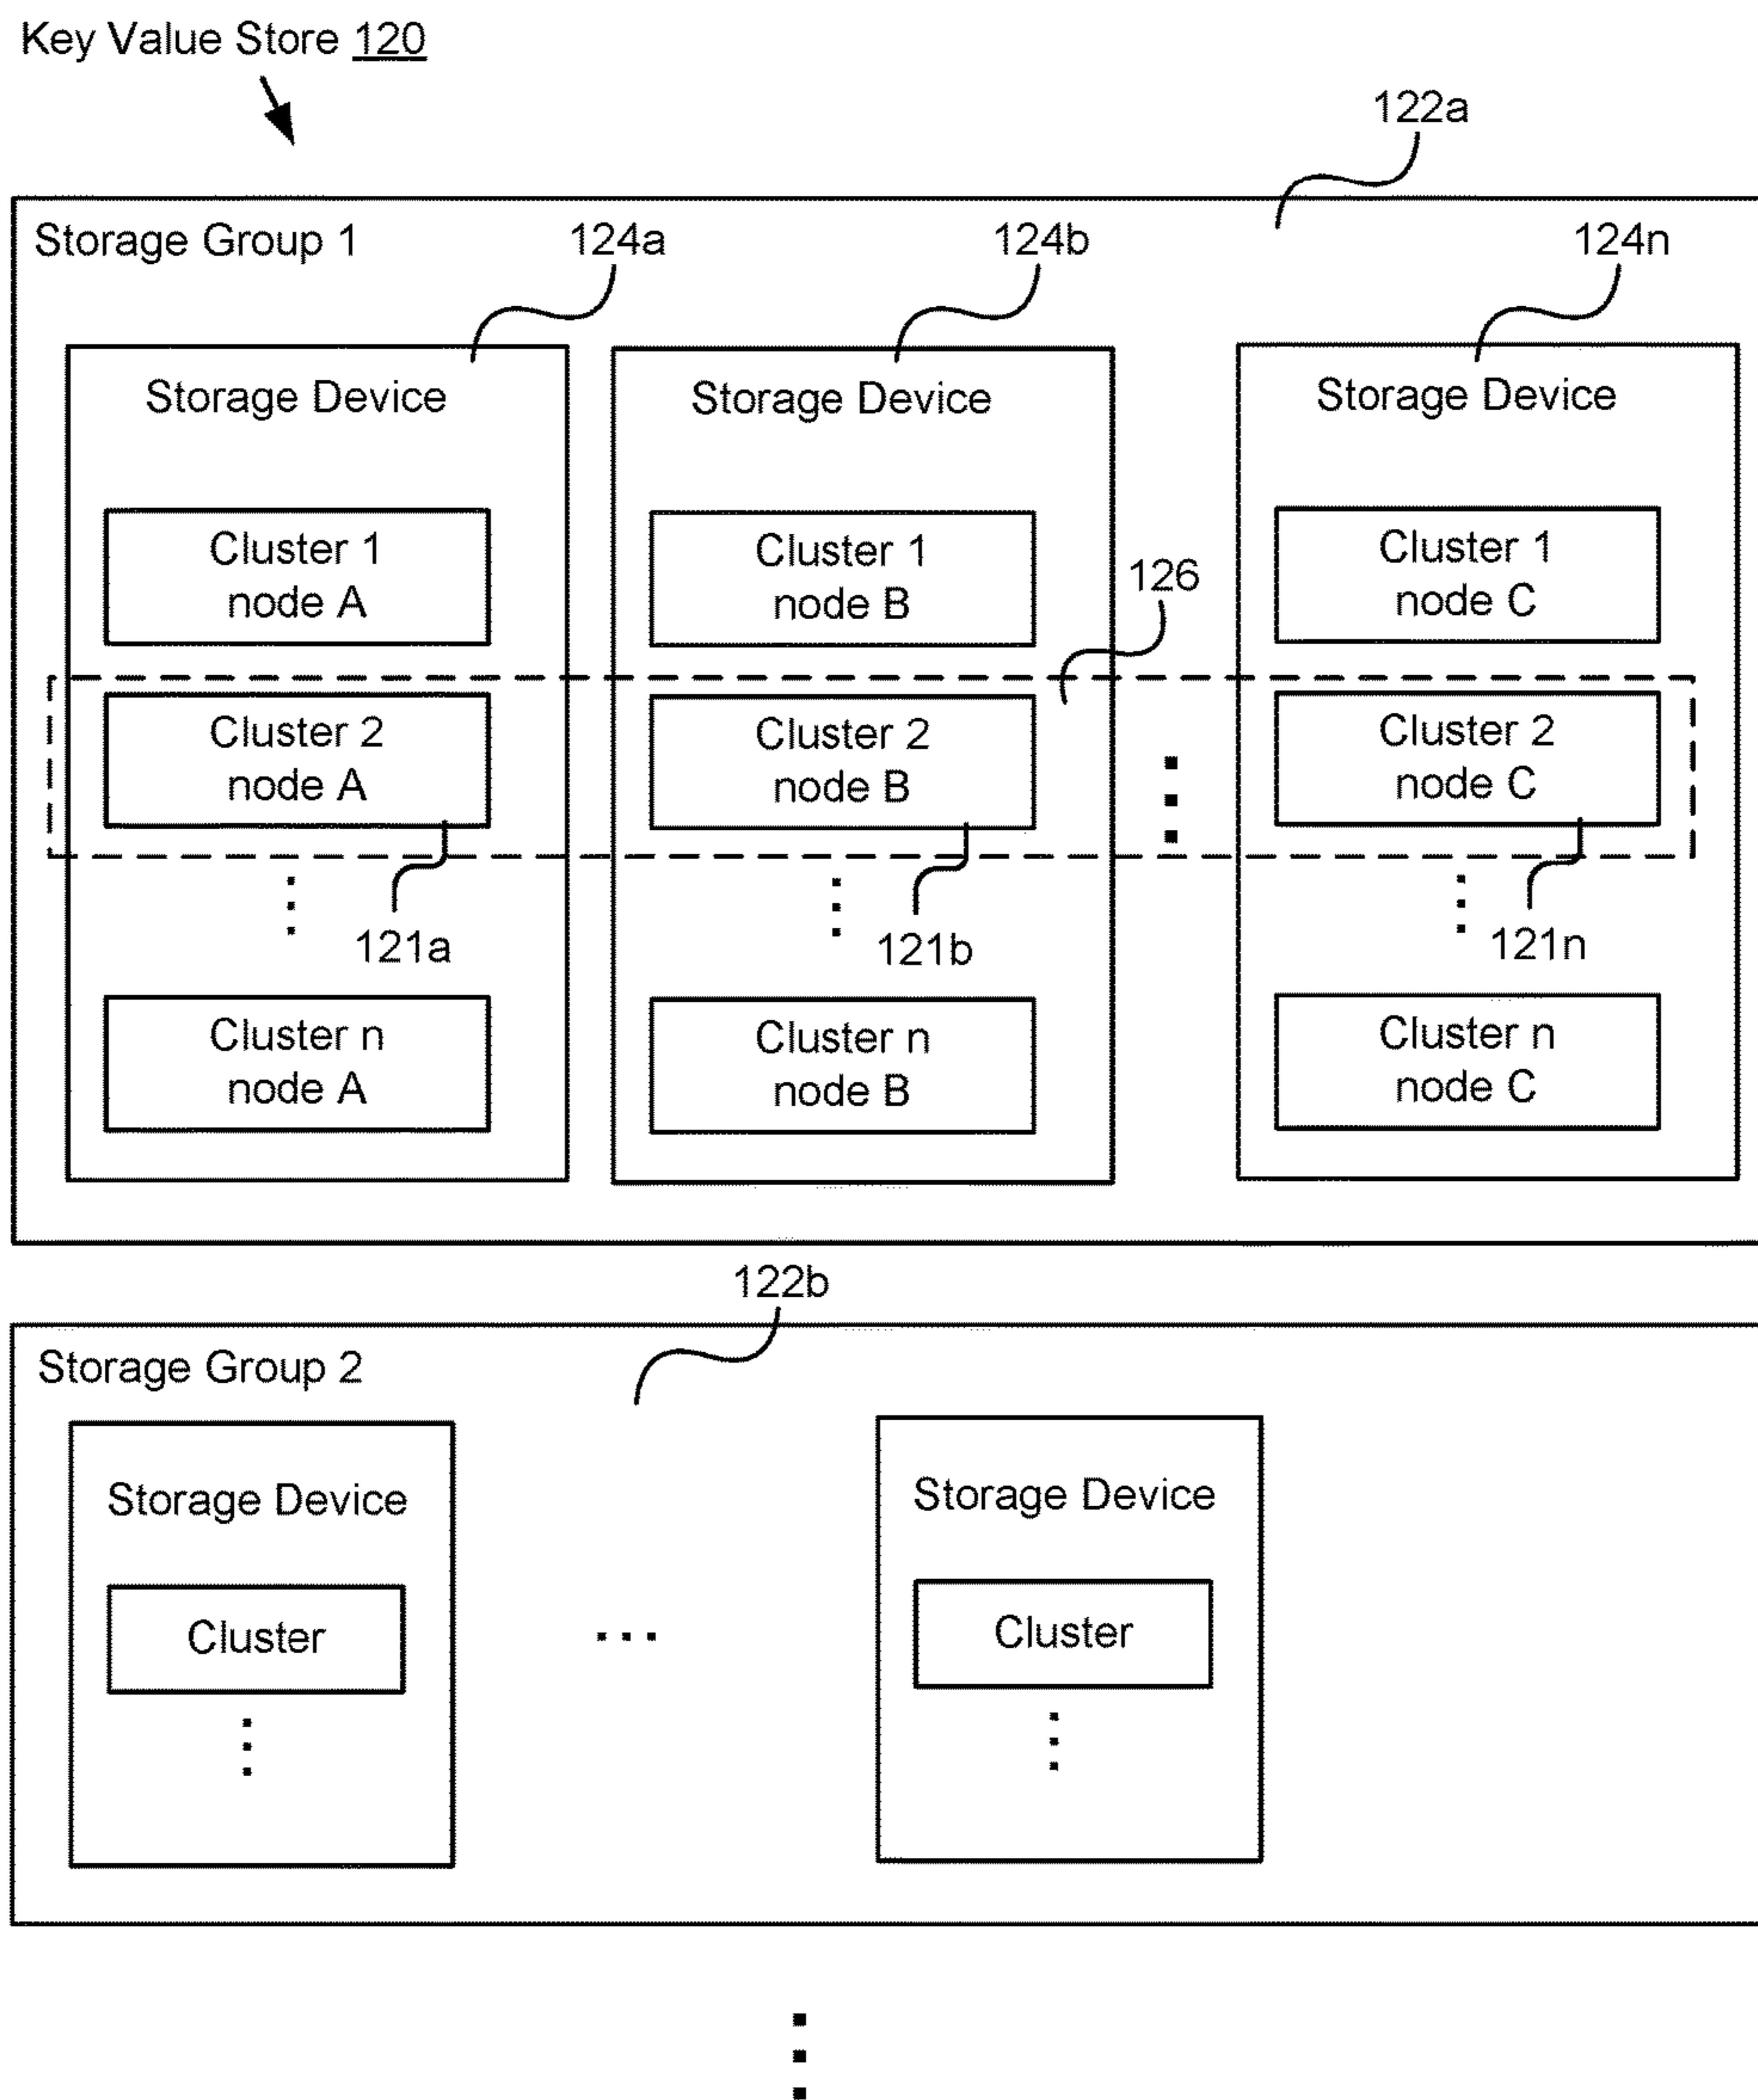 Key Value Store 120
122a
Storage Group 1
124a
124b
124n
Storage Device
Storage Device
Storage Device
Cluster 1
node A
Cluster 1
node B
Cluster 1
node C
126
Cluster 2
node A
Cluster 2
node B
Cluster 2
node C
121a
121b
121n
Cluster n
node A
Cluster n
node B
Cluster n
node C
122b
Storage Group 2
Storage Device
Storage Device
Cluster
Cluster